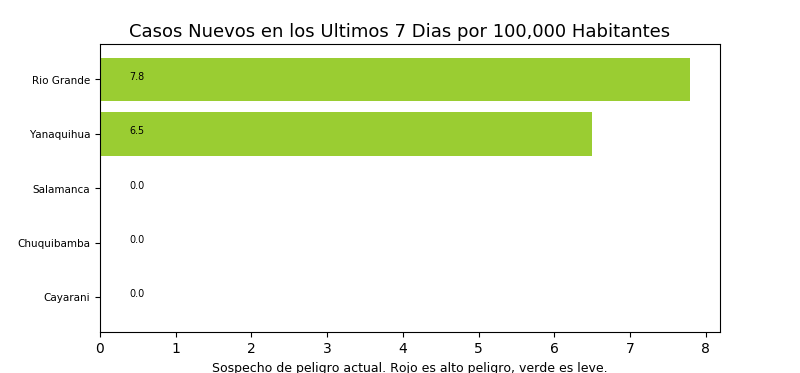 Casos Nuevos en los Ultimos 7 Dias por 100,000 Habitantes
Rio Grande 7.8
Yanaquihua 6.5
Salamanca 0.0
Chuquibamba 0.0
Cayarani 0.0
0 1 2 3 4 5 6 7 8
Sospecho de peligro actual. Rojo es alto peligro, verde es leve.